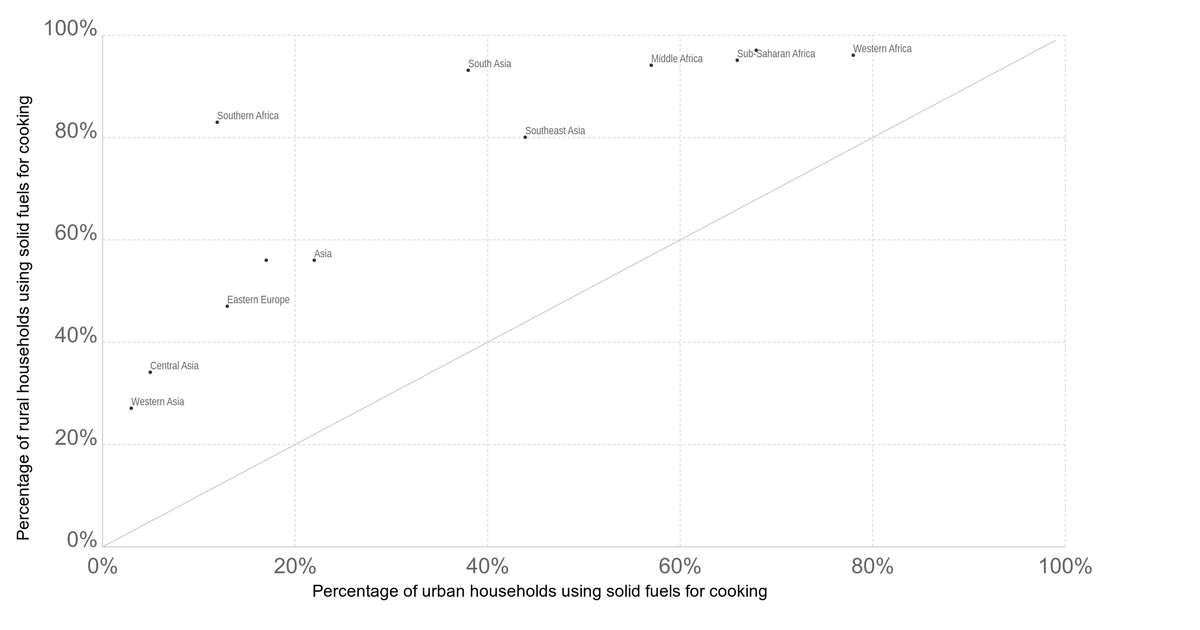 100%
80%
60%
40%
20%
0%
Percentage of rural households using solid fuels for cooking
Western Africa
Sub-Saharan Africa
Middle Africa
South Asia
Southern Africa
Southeast Asia
Asia
Eastern Europe
Central Asia
Western Asia
0%
20%
40%
60%
80%
100%
Percentage of urban households using solid fuels for cooking